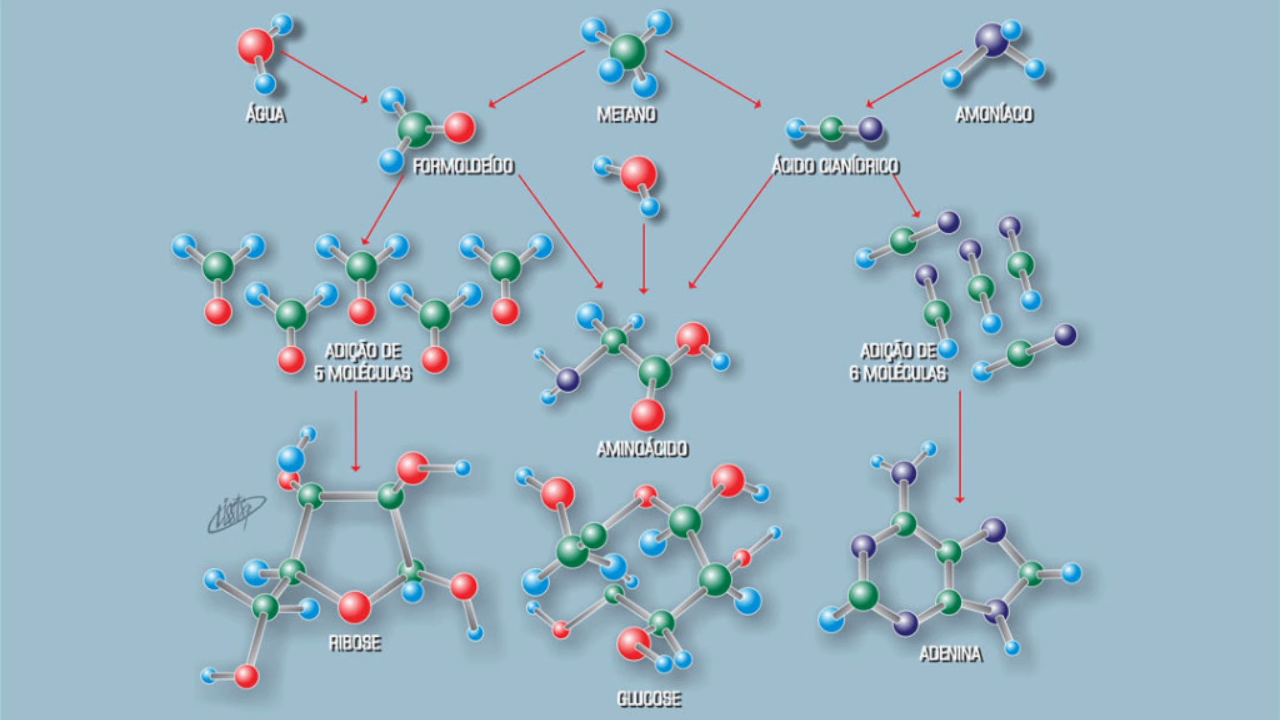 ÁGUA
METANO
AMONÍACO
FORMOLDEÍDO
ÁCIDO CIANÍDRICO
ADIÇÃO DE
5 MOLÉCULAS
ADIÇÃO DE
6 MOLÉCULAS
AMINOÁCIDO
RIBOSE
GLUCOSE
ADENINA